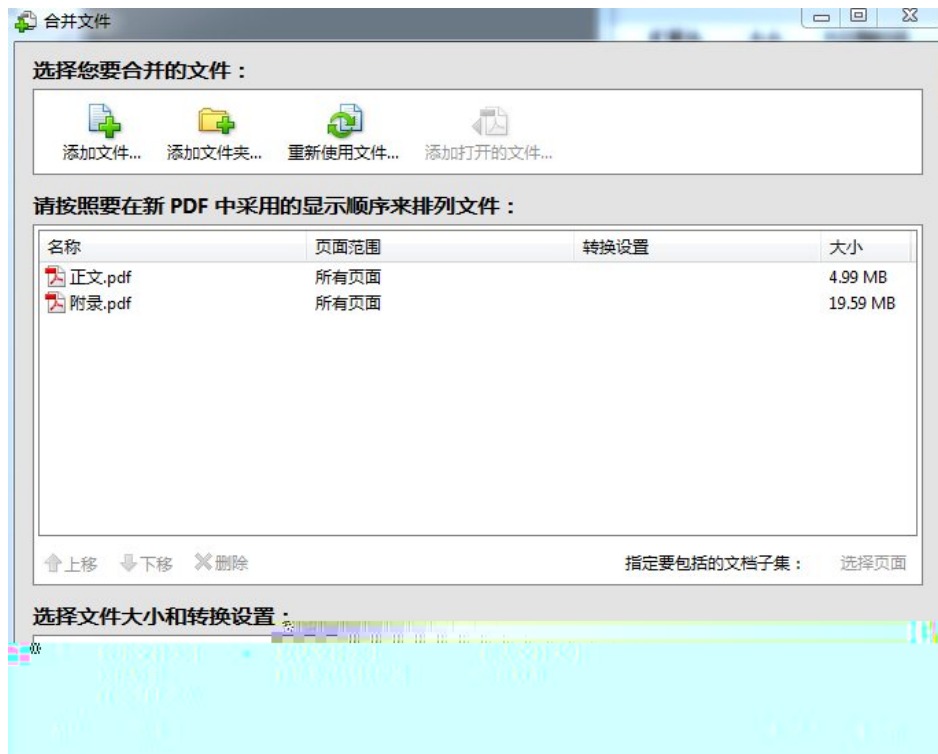 合并文件
选择您要合并的文件：
添加文件... 添加文件夹... 重新使用文件... 添加打开的文件...
请按照要在新 PDF 中采用的显示顺序来排列文件：
名称 页面范围 转换设置 大小
正文.pdf 所有页面 4.99 MB
附录.pdf 所有页面 19.59 MB
上移 下移 删除 指定要包括的文档子集： 选择页面
选择文件大小和转换设置：